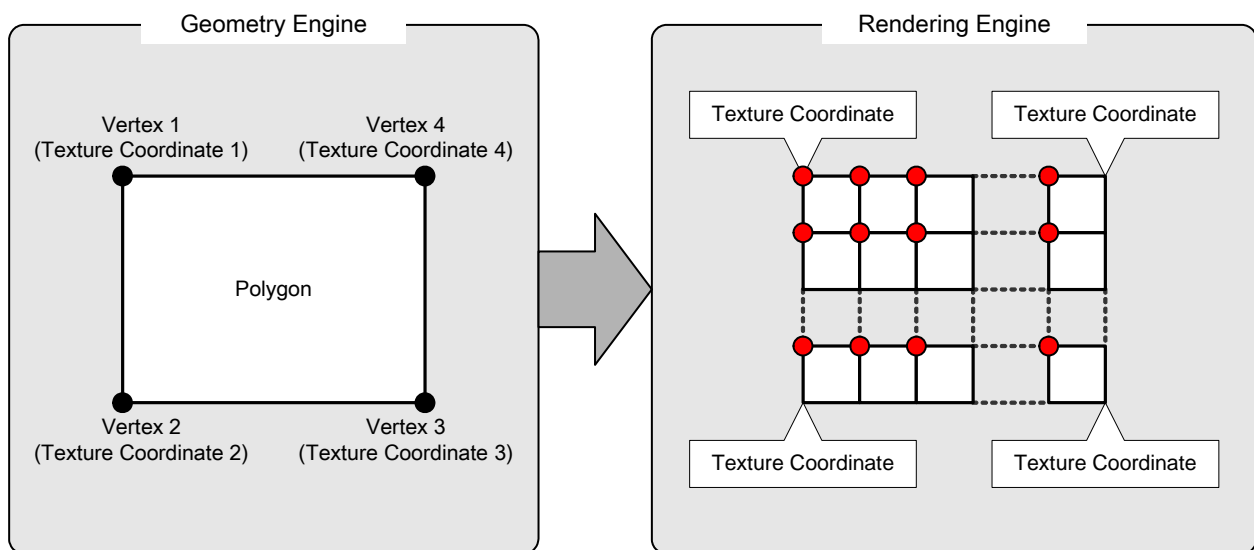 Geometry Engine
Vertex 1
(Texture Coordinate 1)
Vertex 4
(Texture Coordinate 4)
Polygon
Vertex 2
(Texture Coordinate 2)
Vertex 3
(Texture Coordinate 3)
Rendering Engine
Texture Coordinate
Texture Coordinate
Texture Coordinate
Texture Coordinate